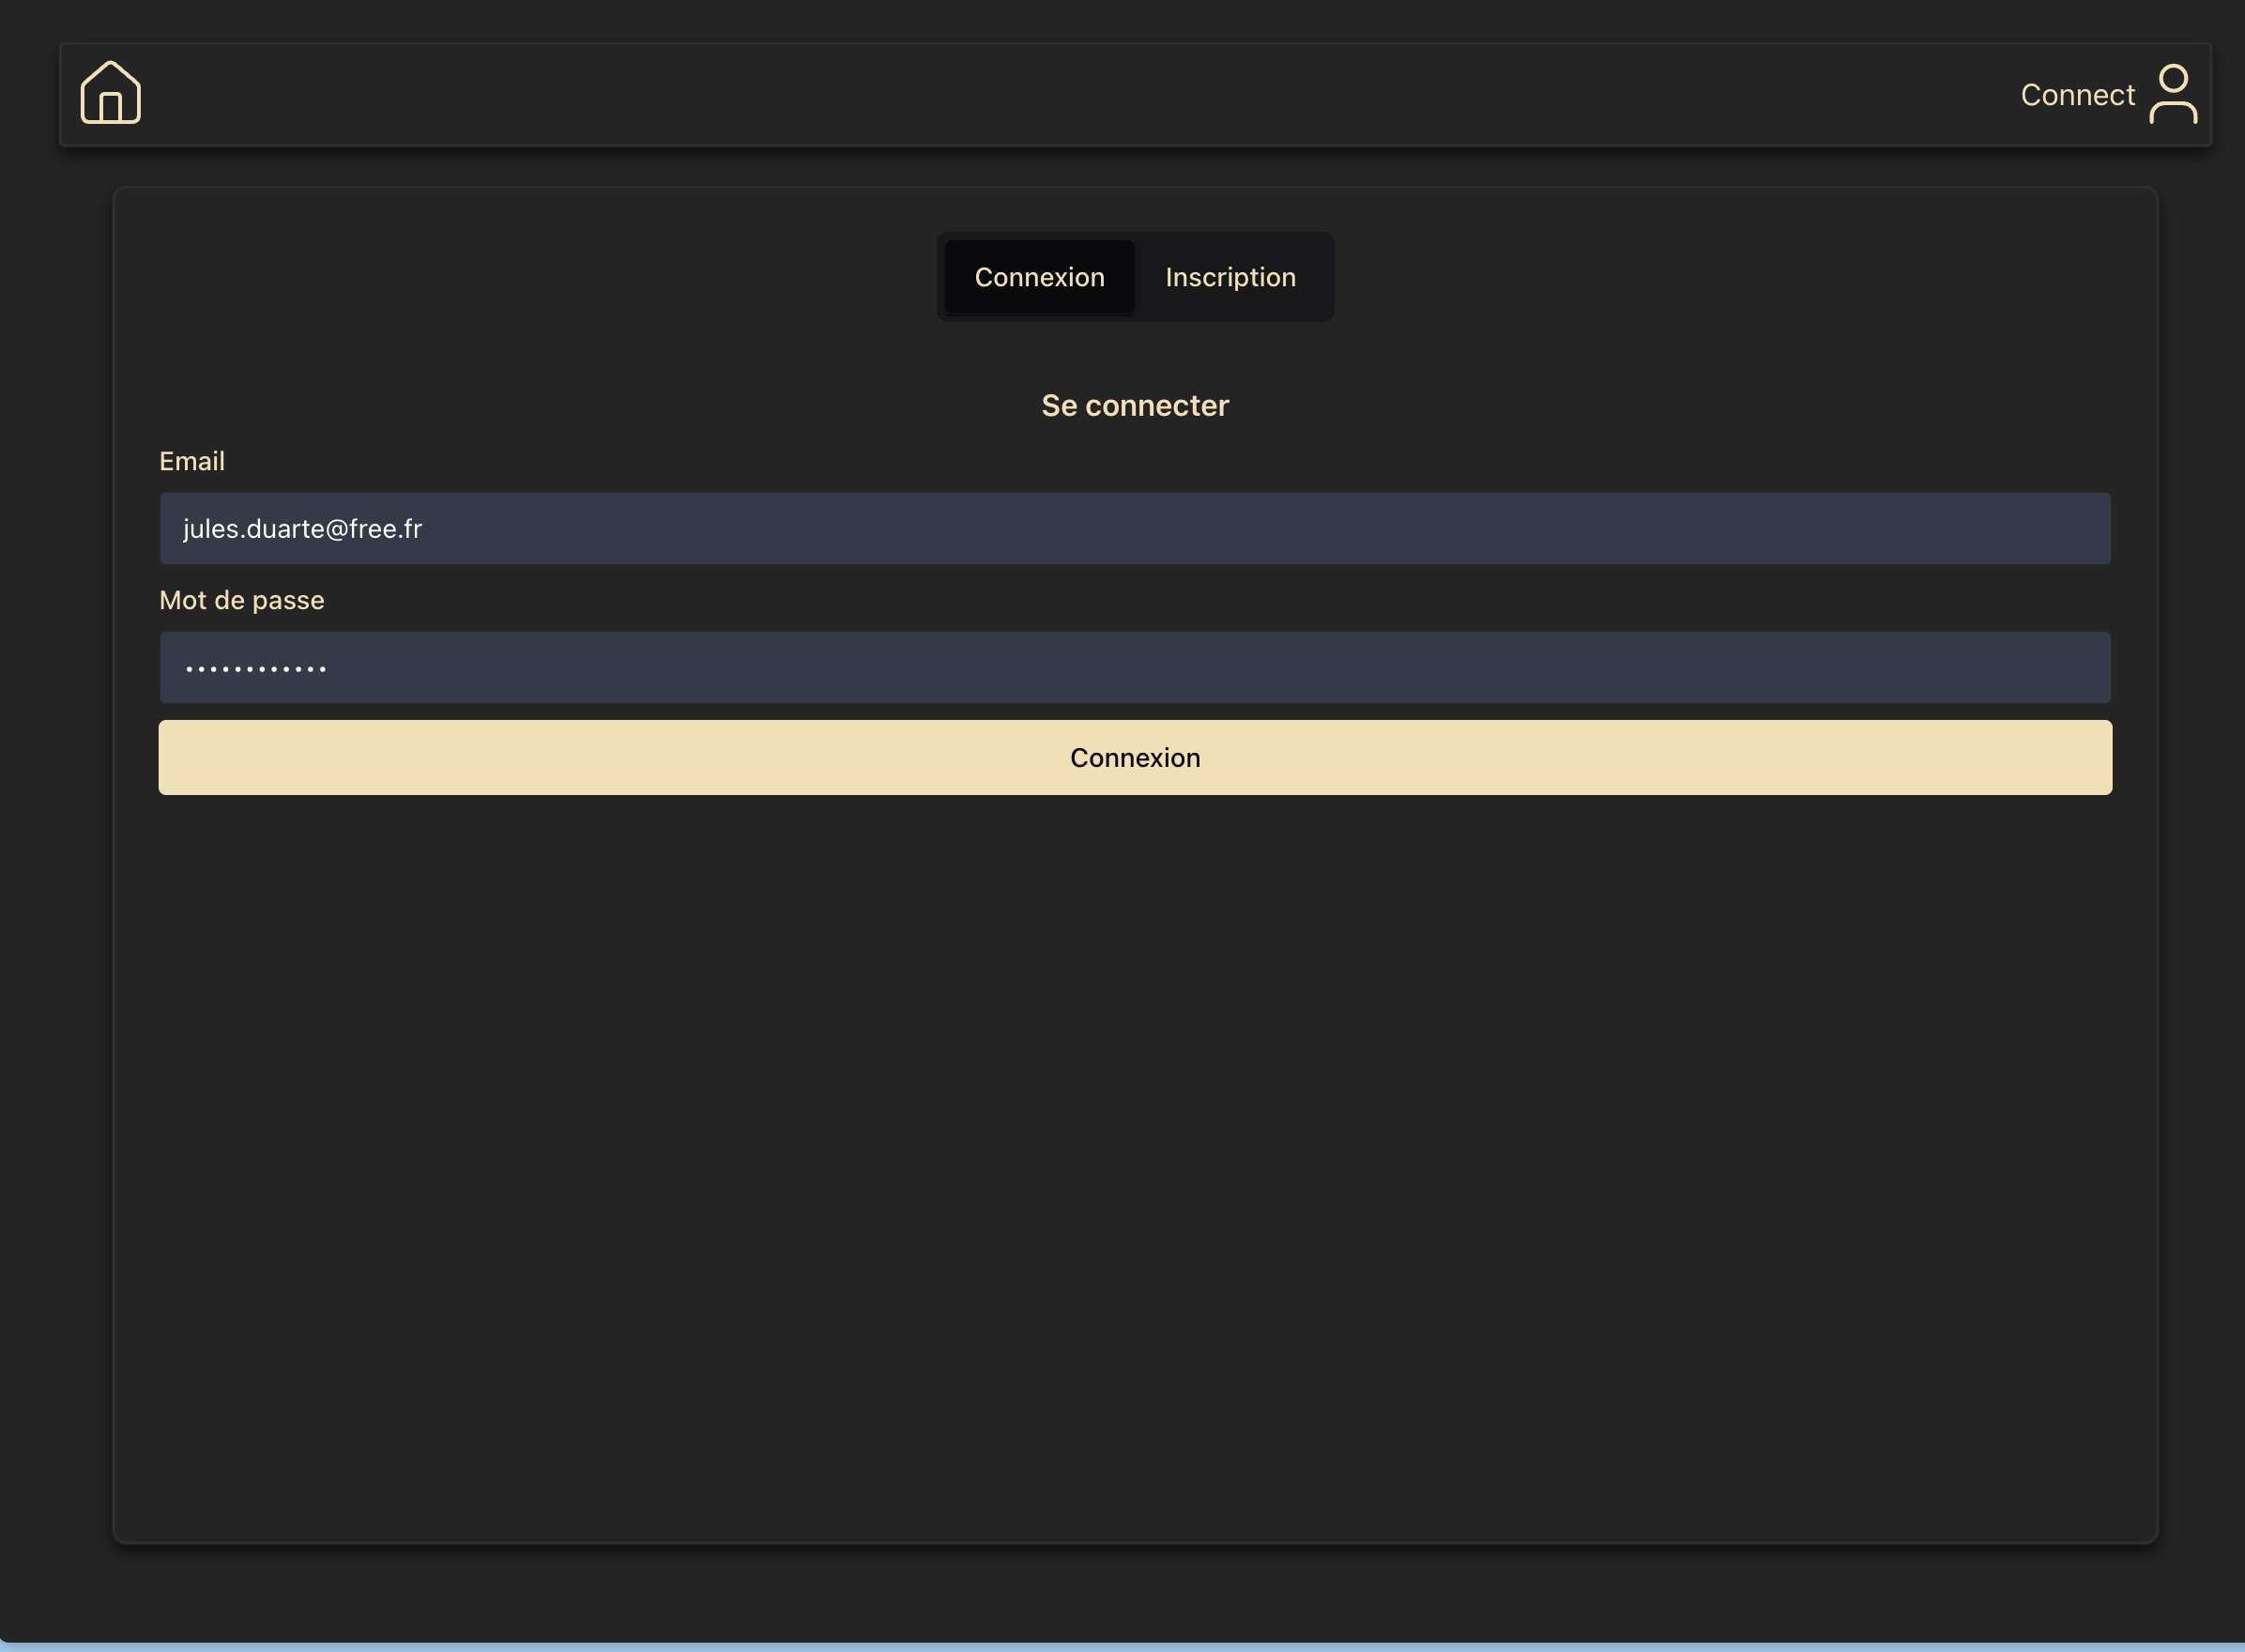 Connect
Connexion Inscription
Se connecter
Email
jules.duarte@free.fr
Mot de passe
••••••••••••
Connexion